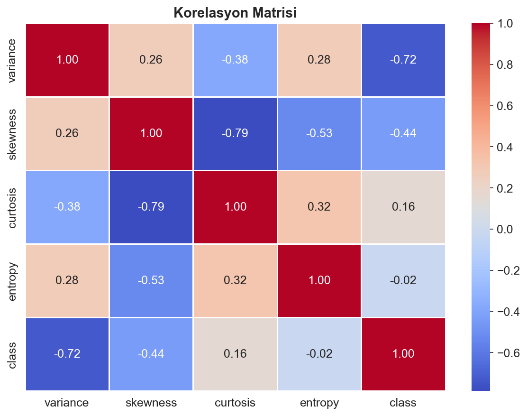 Korelasyon Matrisi
variance 1.00 0.26 -0.38 0.28 -0.72
skewness 0.26 1.00 -0.79 -0.53 -0.44
curtosis -0.38 -0.79 1.00 0.32 0.16
entropy 0.28 -0.53 0.32 1.00 -0.02
class -0.72 -0.44 0.16 -0.02 1.00
variance skewness curtosis entropy class
1.0
0.8
0.6
0.4
0.2
0.0
−0.2
−0.4
−0.6